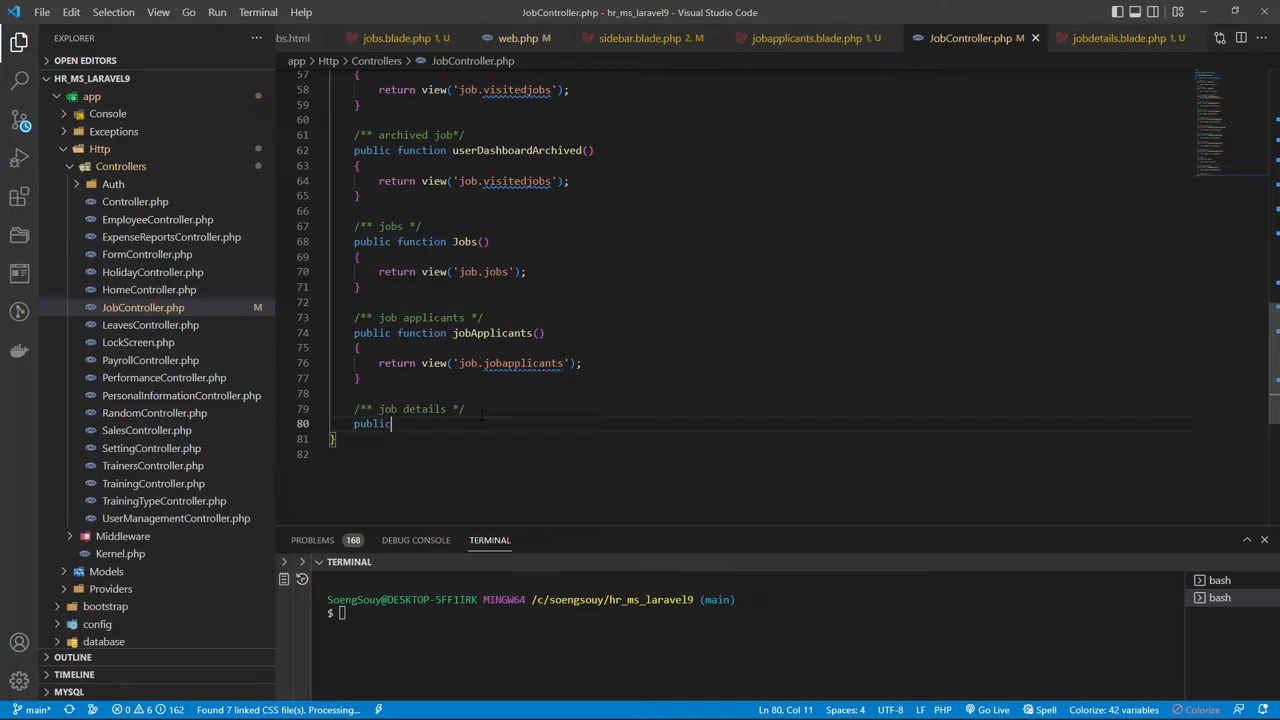 File Edit Selection View Go Run Terminal Help
JobController.php - hr_ms_laravel9 - Visual Studio Code
EXPLORER
OPEN EDITORS
HR_MS_LARAVEL9
app
Console
Exceptions
Http
Controllers
Auth
Controller.php
EmployeeController.php
ExpenseReportsController.php
FormController.php
HolidayController.php
HomeController.php
JobController.php M
LeavesController.php
LockScreen.php
PayrollController.php
PerformanceController.php
PersonalInformationController.php
RandomController.php
SalesController.php
SettingController.php
TrainersController.php
TrainingController.php
TrainingTypeController.php
UserManagementController.php
Middleware
Kernel.php
Models
Providers
bootstrap
config
database
OUTLINE
TIMELINE
MYSQL
obs.html jobs.blade.php 1, U web.php M sidebar.blade.php 2, M jobapplicants.blade.php 1, U JobController.php M jobdetails.blade.php 1, U
app > Http > Controllers > JobController.php
57 {
58 return view('job.visitedjobs');
59 }
60
61 /** archived job*/
62 public function userDashboardArchived()
63 {
64 return view('job.visitedjobs');
65 }
66
67 /** jobs */
68 public function Jobs()
69 {
70 return view('job.jobs');
71 }
72
73 /** job applicants */
74 public function jobApplicants()
75 {
76 return view('job.jobapplicants');
77 }
78
79 /** job details */
80 public
81 }
82
PROBLEMS 168 DEBUG CONSOLE TERMINAL
TERMINAL
SoengSouy@DESKTOP-5FF1IRK MINGW64 /c/soengsouy/hr_ms_laravel9 (main)
$
bash
bash
main* 0 6 162 Found 7 linked CSS file(s). Processing... Ln 80, Col 11 Spaces: 4 UTF-8 LF PHP Go Live Spell Colorize: 42 variables Colorize